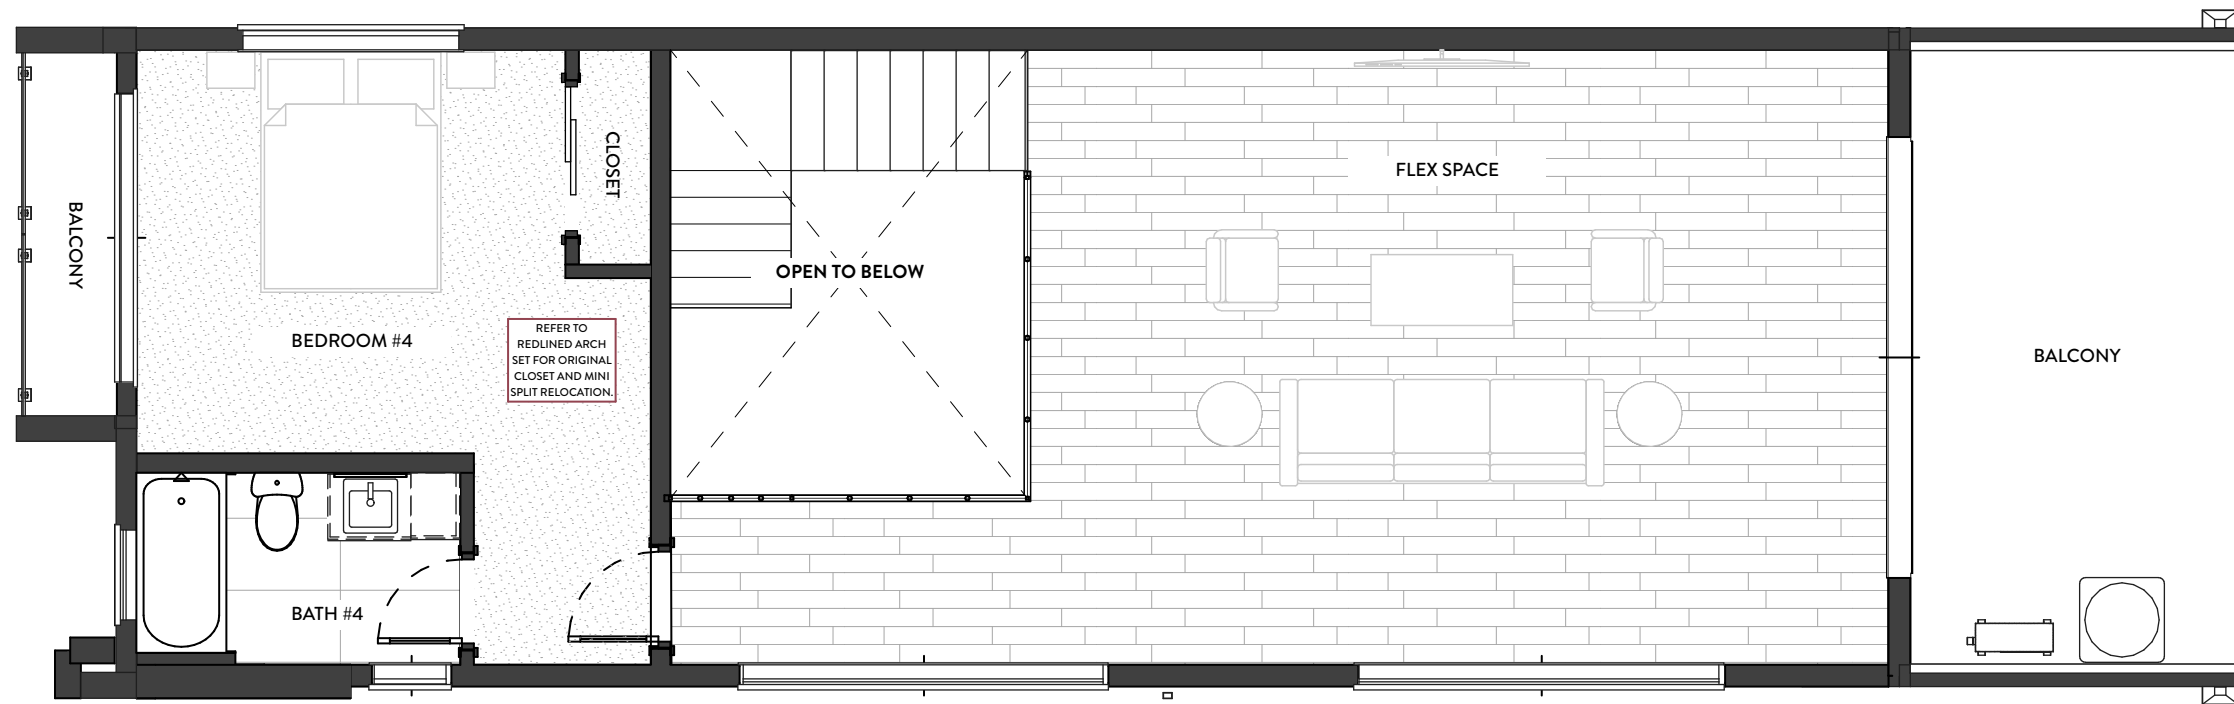 BALCONY
BEDROOM #4
CLOSET
REFER TO
REDLINED ARCH
SET FOR ORIGINAL
CLOSET AND MINI
SPLIT RELOCATION.
BATH #4
OPEN TO BELOW
FLEX SPACE
BALCONY